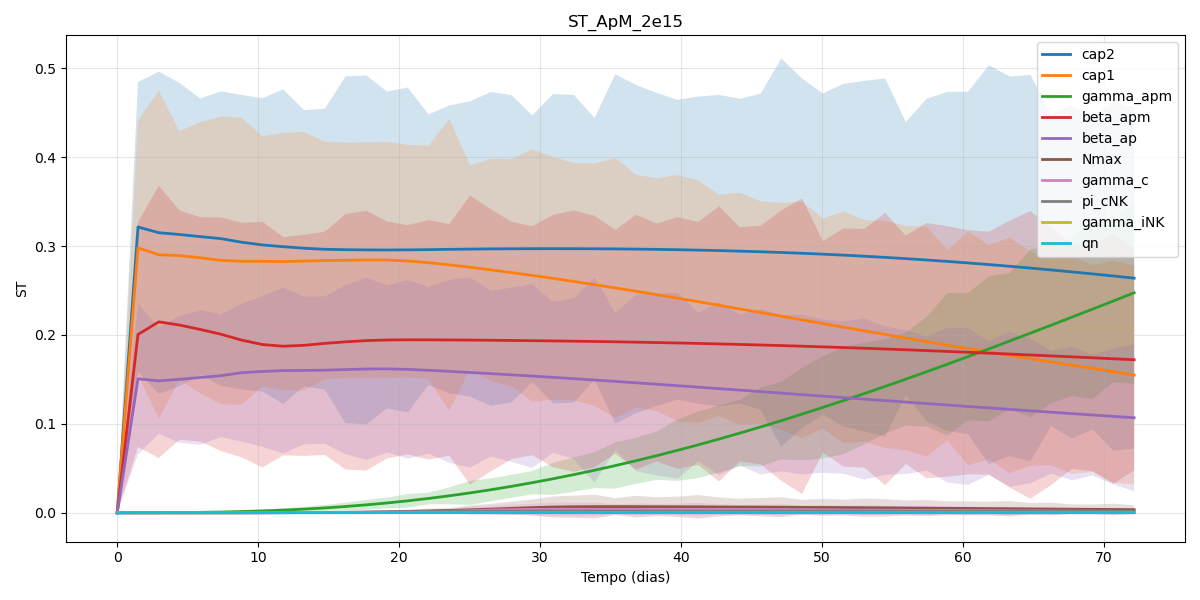 ST_ApM_2e15
ST
0.5
0.4
0.3
0.2
0.1
0.0
cap2
cap1
gamma_apm
beta_apm
beta_ap
Nmax
gamma_c
pi_cNK
gamma_iNK
qn
0 10 20 30 40 50 60 70
Tempo (dias)